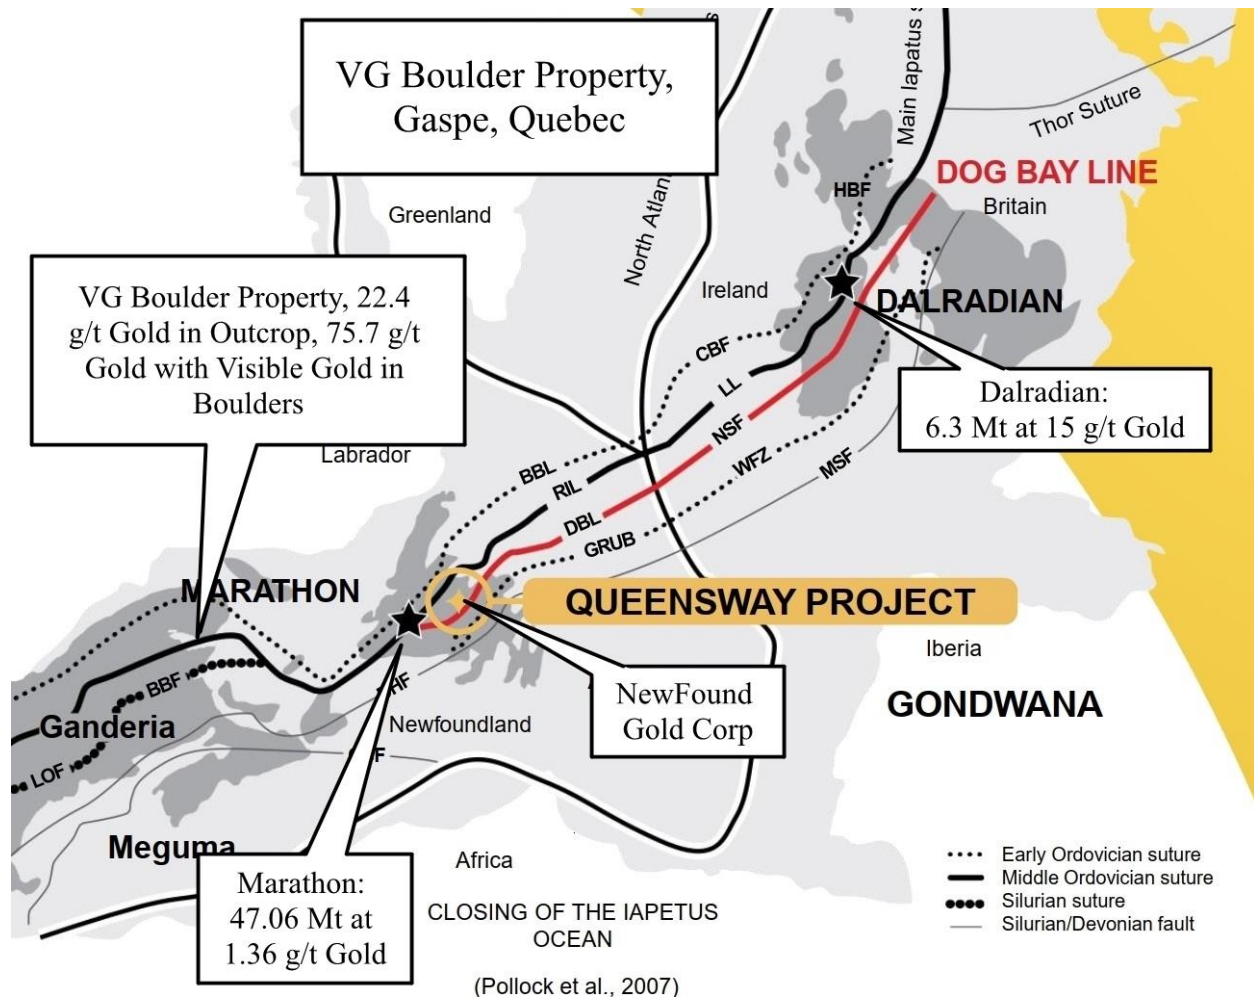 VG Boulder Property,
Gaspe, Quebec
Main Iapatus
Thor Suture
DOG BAY LINE
HBF
Britain
Greenland
North Atlan
VG Boulder Property, 22.4
g/t Gold in Outcrop, 75.7 g/t
Gold with Visible Gold in
Boulders
Ireland
DALRADIAN
CBF
LL
Dalradian:
6.3 Mt at 15 g/t Gold
NSF
Labrador
BBL
RIL
WFZ
MSF
DBL
GRUB
MARATHON
QUEENSWAY PROJECT
Iberia
BBF
NewFound
Gold Corp
GONDWANA
Ganderia
Newfoundland
LOF
Meguma
Africa
Marathon:
47.06 Mt at
1.36 g/t Gold
CLOSING OF THE IAPETUS
OCEAN
(Pollock et al., 2007)
Early Ordovician suture
Middle Ordovician suture
Silurian suture
Silurian/Devonian fault